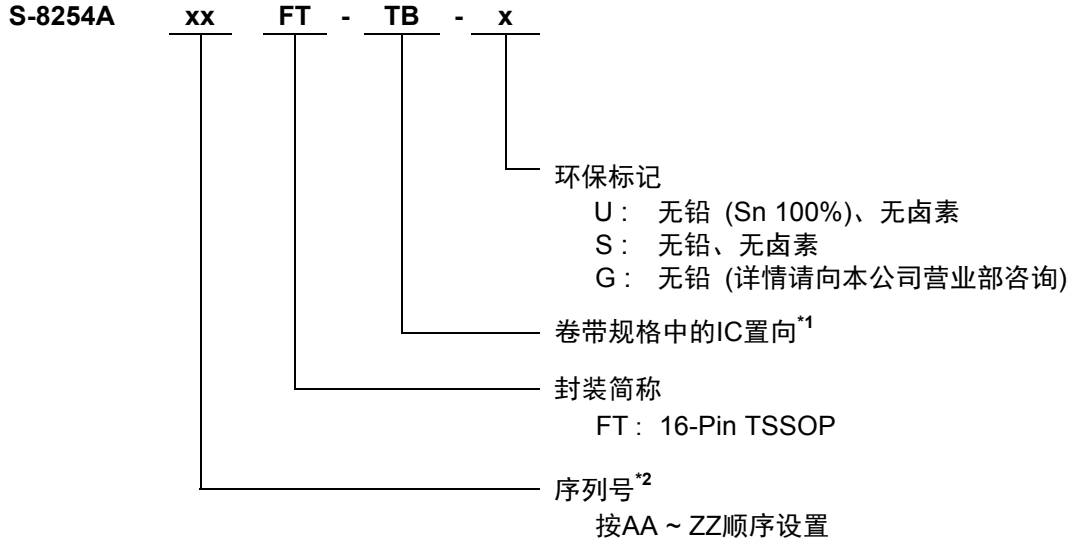 S-8254A xx FT - TB - x
环保标记
U : 无铅 (Sn 100%)、无卤素
S : 无铅、无卤素
G : 无铅 (详情请向本公司营业部咨询)
卷带规格中的IC置向*1
封装简称
FT : 16-Pin TSSOP
序列号*2
按AA ~ ZZ顺序设置